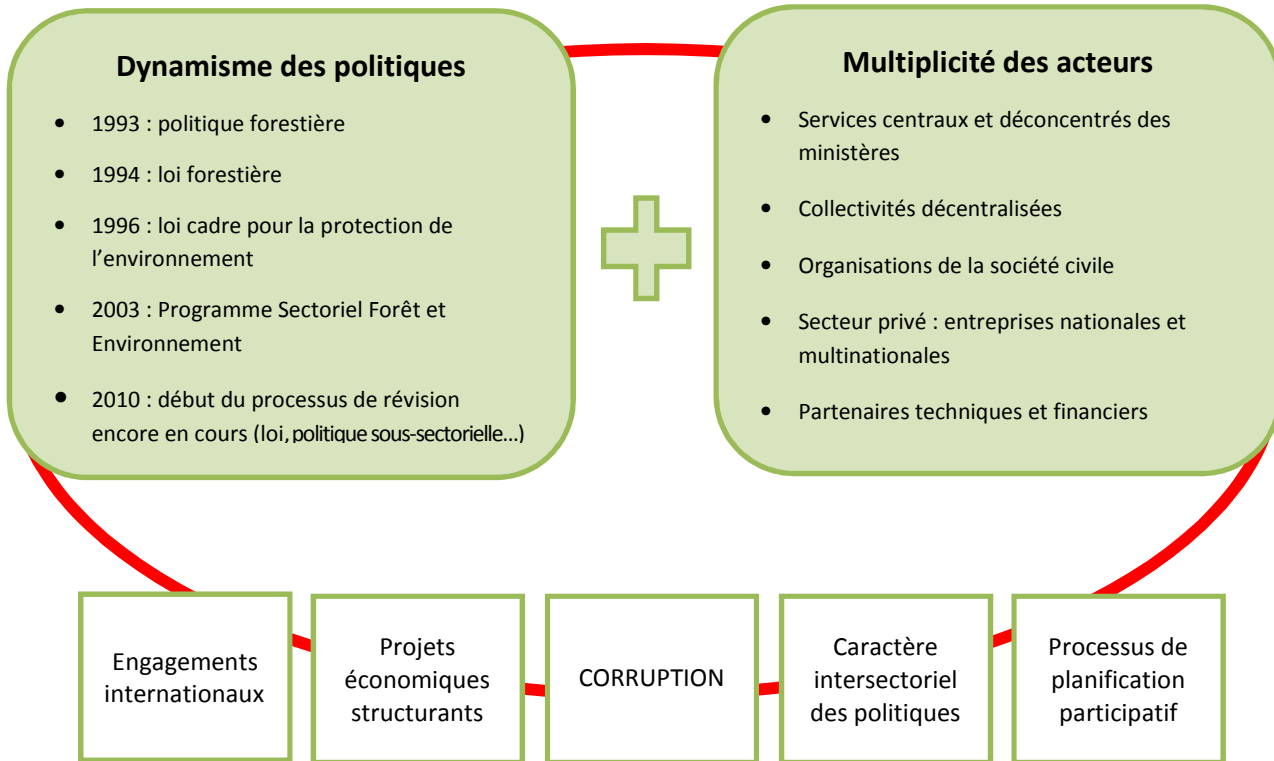 Dynamisme des politiques
• 1993 : politique forestière
• 1994 : loi forestière
• 1996 : loi cadre pour la protection de
l’environnement
• 2003 : Programme Sectoriel Forêt et
Environnement
• 2010 : début du processus de révision
encore en cours (loi, politique sous-sectorielle…)
Multiplicité des acteurs
• Services centraux et déconcentrés des
ministères
• Collectivités décentralisées
• Organisations de la société civile
• Secteur privé : entreprises nationales et
multinationales
• Partenaires techniques et financiers
Engagements
internationaux
Projets
économiques
structurants
CORRUPTION
Caractère
intersectoriel
des politiques
Processus de
planification
participatif